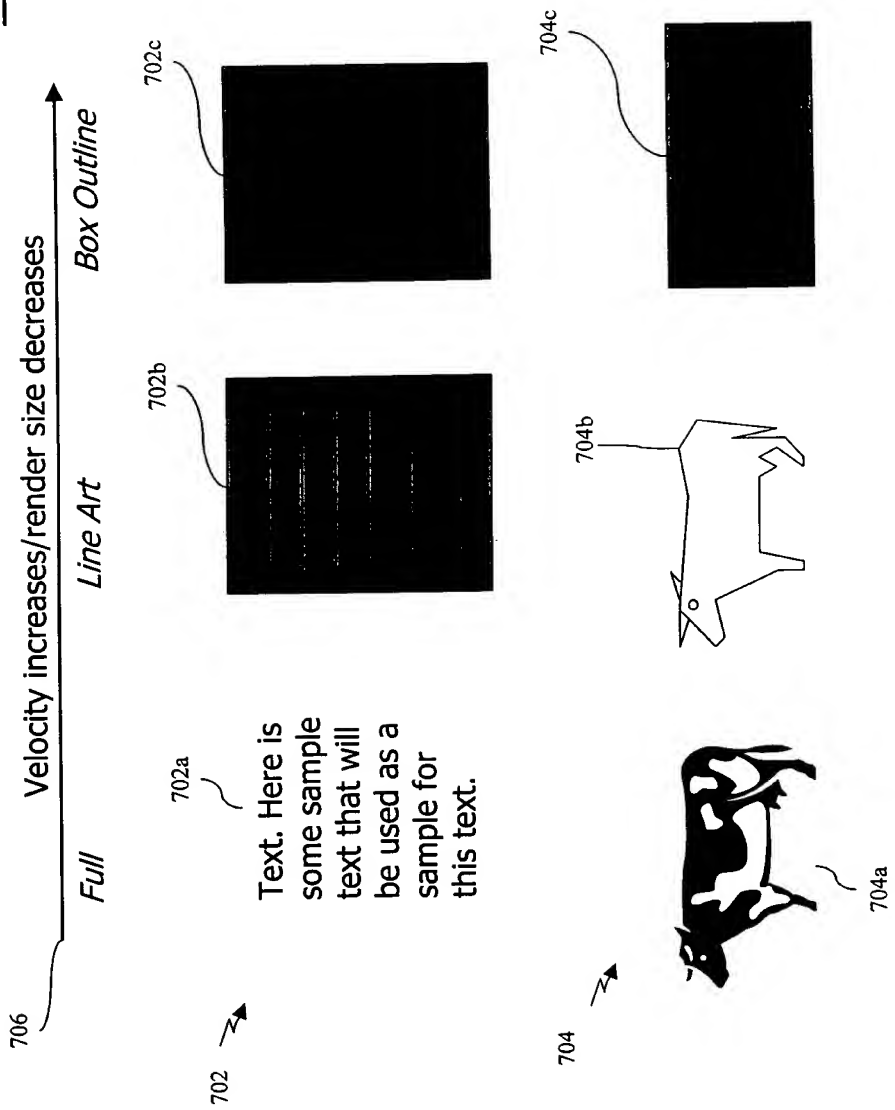 706
Velocity increases/render size decreases
Full
Line Art
Box Outline
702
702a
702b
702c
Text. Here is
some sample
text that will
be used as a
sample for
this text.
704
704a
704b
704c